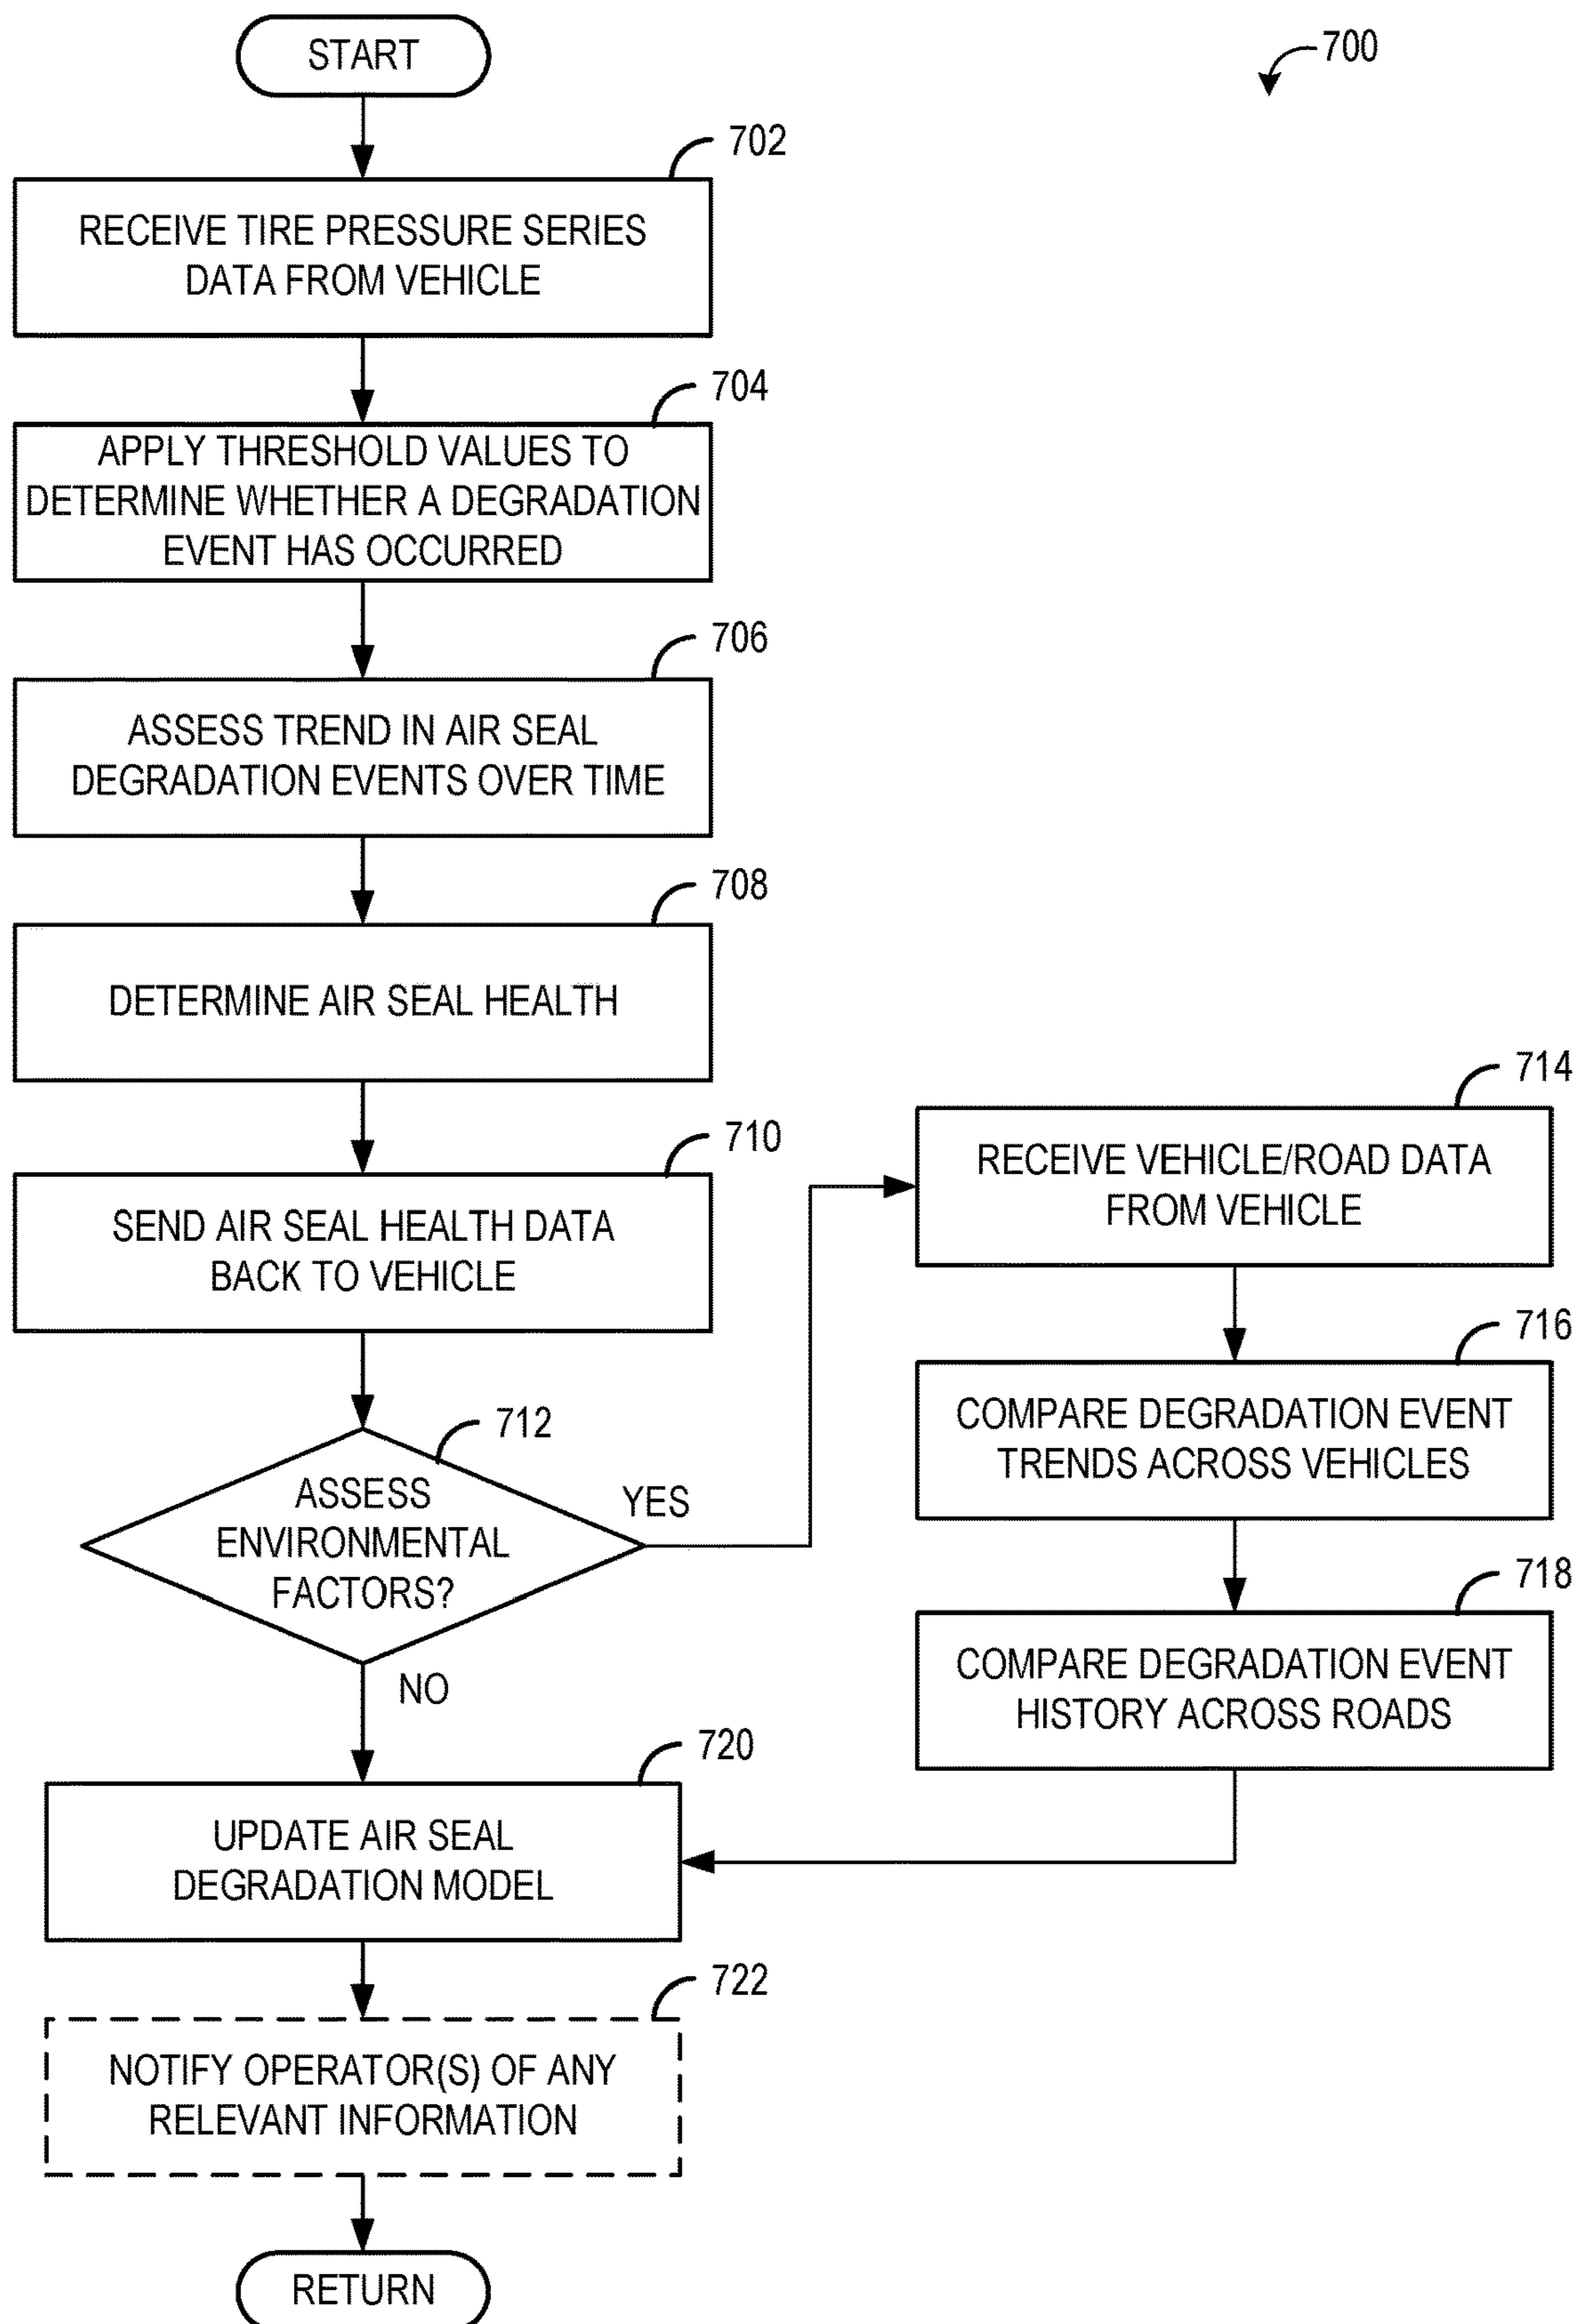 START
700
702
RECEIVE TIRE PRESSURE SERIES
DATA FROM VEHICLE
704
APPLY THRESHOLD VALUES TO
DETERMINE WHETHER A DEGRADATION
EVENT HAS OCCURRED
706
ASSESS TREND IN AIR SEAL
DEGRADATION EVENTS OVER TIME
708
DETERMINE AIR SEAL HEALTH
710
SEND AIR SEAL HEALTH DATA
BACK TO VEHICLE
712
ASSESS
ENVIRONMENTAL
FACTORS?
YES
NO
714
RECEIVE VEHICLE/ROAD DATA
FROM VEHICLE
716
COMPARE DEGRADATION EVENT
TRENDS ACROSS VEHICLES
718
COMPARE DEGRADATION EVENT
HISTORY ACROSS ROADS
720
UPDATE AIR SEAL
DEGRADATION MODEL
722
NOTIFY OPERATOR(S) OF ANY
RELEVANT INFORMATION
RETURN